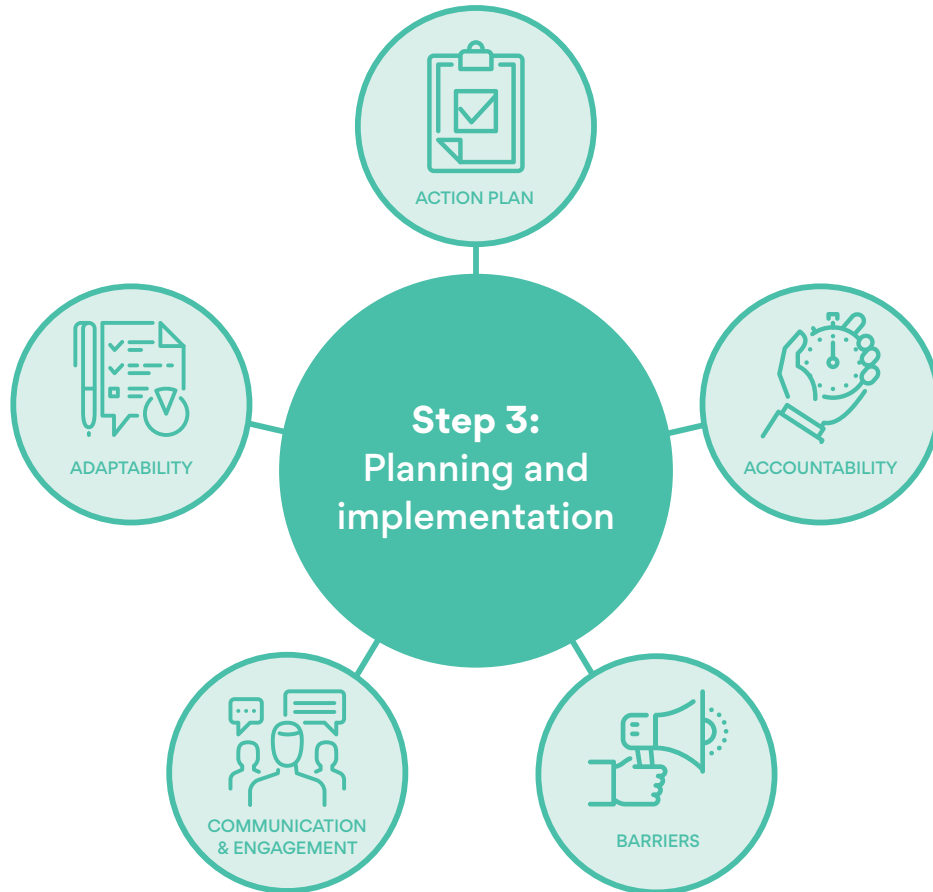 ACTION PLAN
ADAPTABILITY
Step 3:
Planning and
implementation
ACCOUNTABILITY
COMMUNICATION
& ENGAGEMENT
BARRIERS